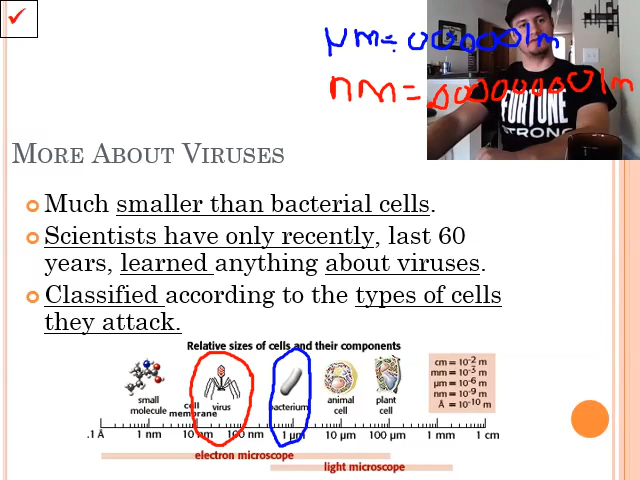 µm=.000001m
nm=.000000001m
FORTUNE
STRONG
MORE ABOUT VIRUSES
Much smaller than bacterial cells.
Scientists have only recently, last 60
years, learned anything about viruses.
Classified according to the types of cells
they attack.
Relative sizes of cells and their components
small molecule
cell membrane
virus
bacterium
animal cell
plant cell
cm = 10⁻² m
mm = 10⁻³ m
µm = 10⁻⁶ m
nm = 10⁻⁹ m
Å = 10⁻¹⁰ m
.1 Å 1 nm 10 nm 100 nm 1 µm 10 µm 100 µm 1 mm 1 cm
electron microscope
light microscope